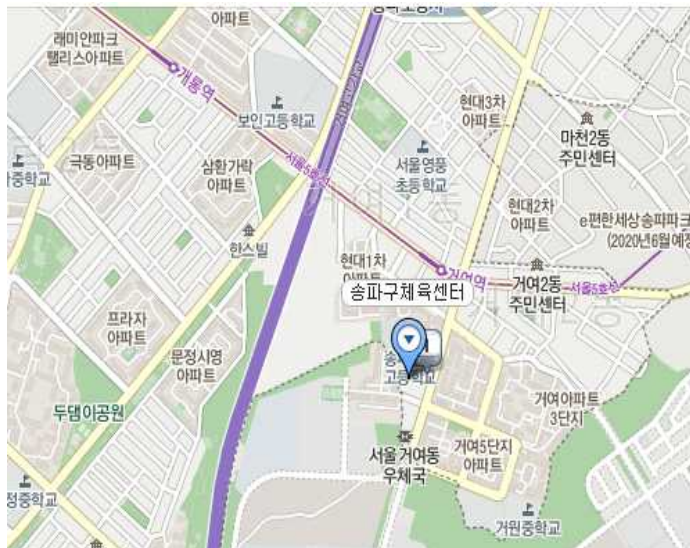 아파트
래미안파크
팰리스아파트
개롱역
보인고등학교
현대3차
아파트
마천2동
주민센터
중학교
극동아파트
삼환가락
아파트
서울5호선
서울영풍
초등학교
현대2차
아파트
e편한세상송파파크
(2020년6월예정
한스빌
현대1차
아파트
거여역
거여2동
주민센터
서울5호선
송파구체육센터
프라자
아파트
문정시영
아파트
고등학교
두댐이공원
거여아파트
3단지
서울거여동
우체국
거여5단지
아파트
정중학교
거원중학교